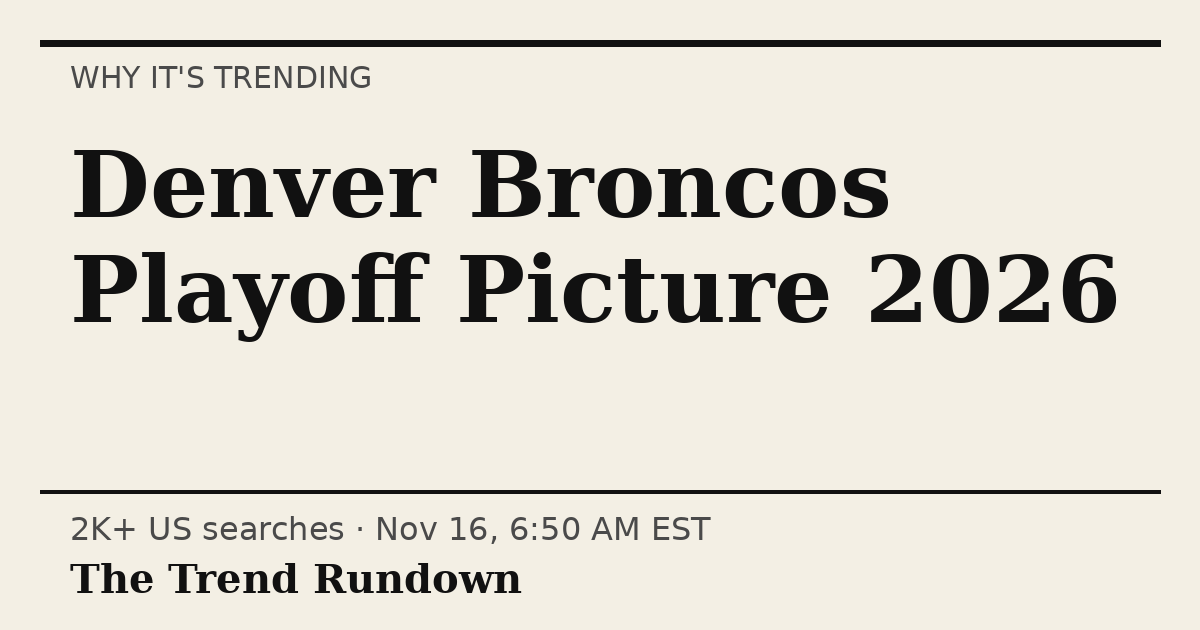 WHY IT'S TRENDING
Denver Broncos
Playoff Picture 2026
2K+ US searches · Nov 16, 6:50 AM EST
The Trend Rundown